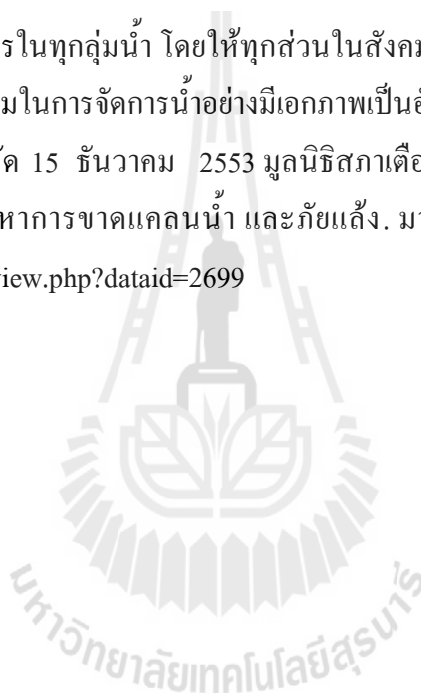 รในทุกลุ่มน้ำ โดยให้ทุกส่วนในสังคม
มในการจัดการน้ำอย่างมีเอกภาพเป็นอั
ัด 15 ธันวาคม 2553 มูลนิธิสภาเตือ
หาการขาดแคลนน้ำ และภัยแล้ง. มา
view.php?dataid=2699
มหาวิทยาลัยเทคโนโลยีสุรนารี